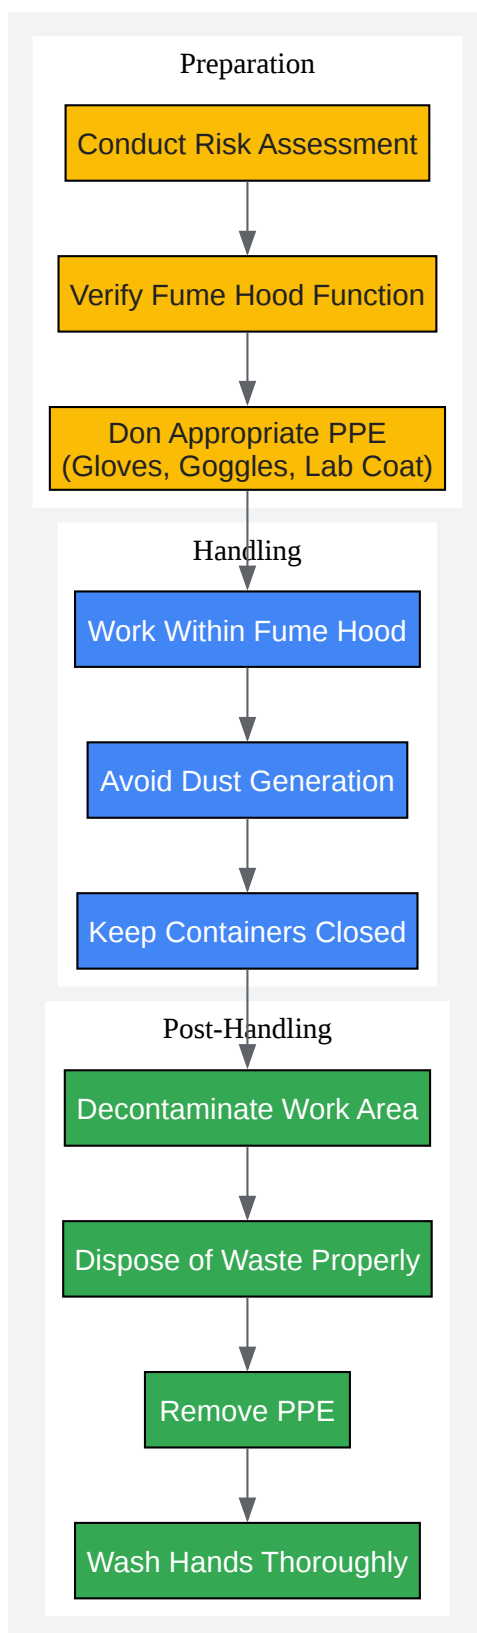 Preparation
Conduct Risk Assessment
Verify Fume Hood Function
Don Appropriate PPE
(Gloves, Goggles, Lab Coat)
Handling
Work Within Fume Hood
Avoid Dust Generation
Keep Containers Closed
Post-Handling
Decontaminate Work Area
Dispose of Waste Properly
Remove PPE
Wash Hands Thoroughly